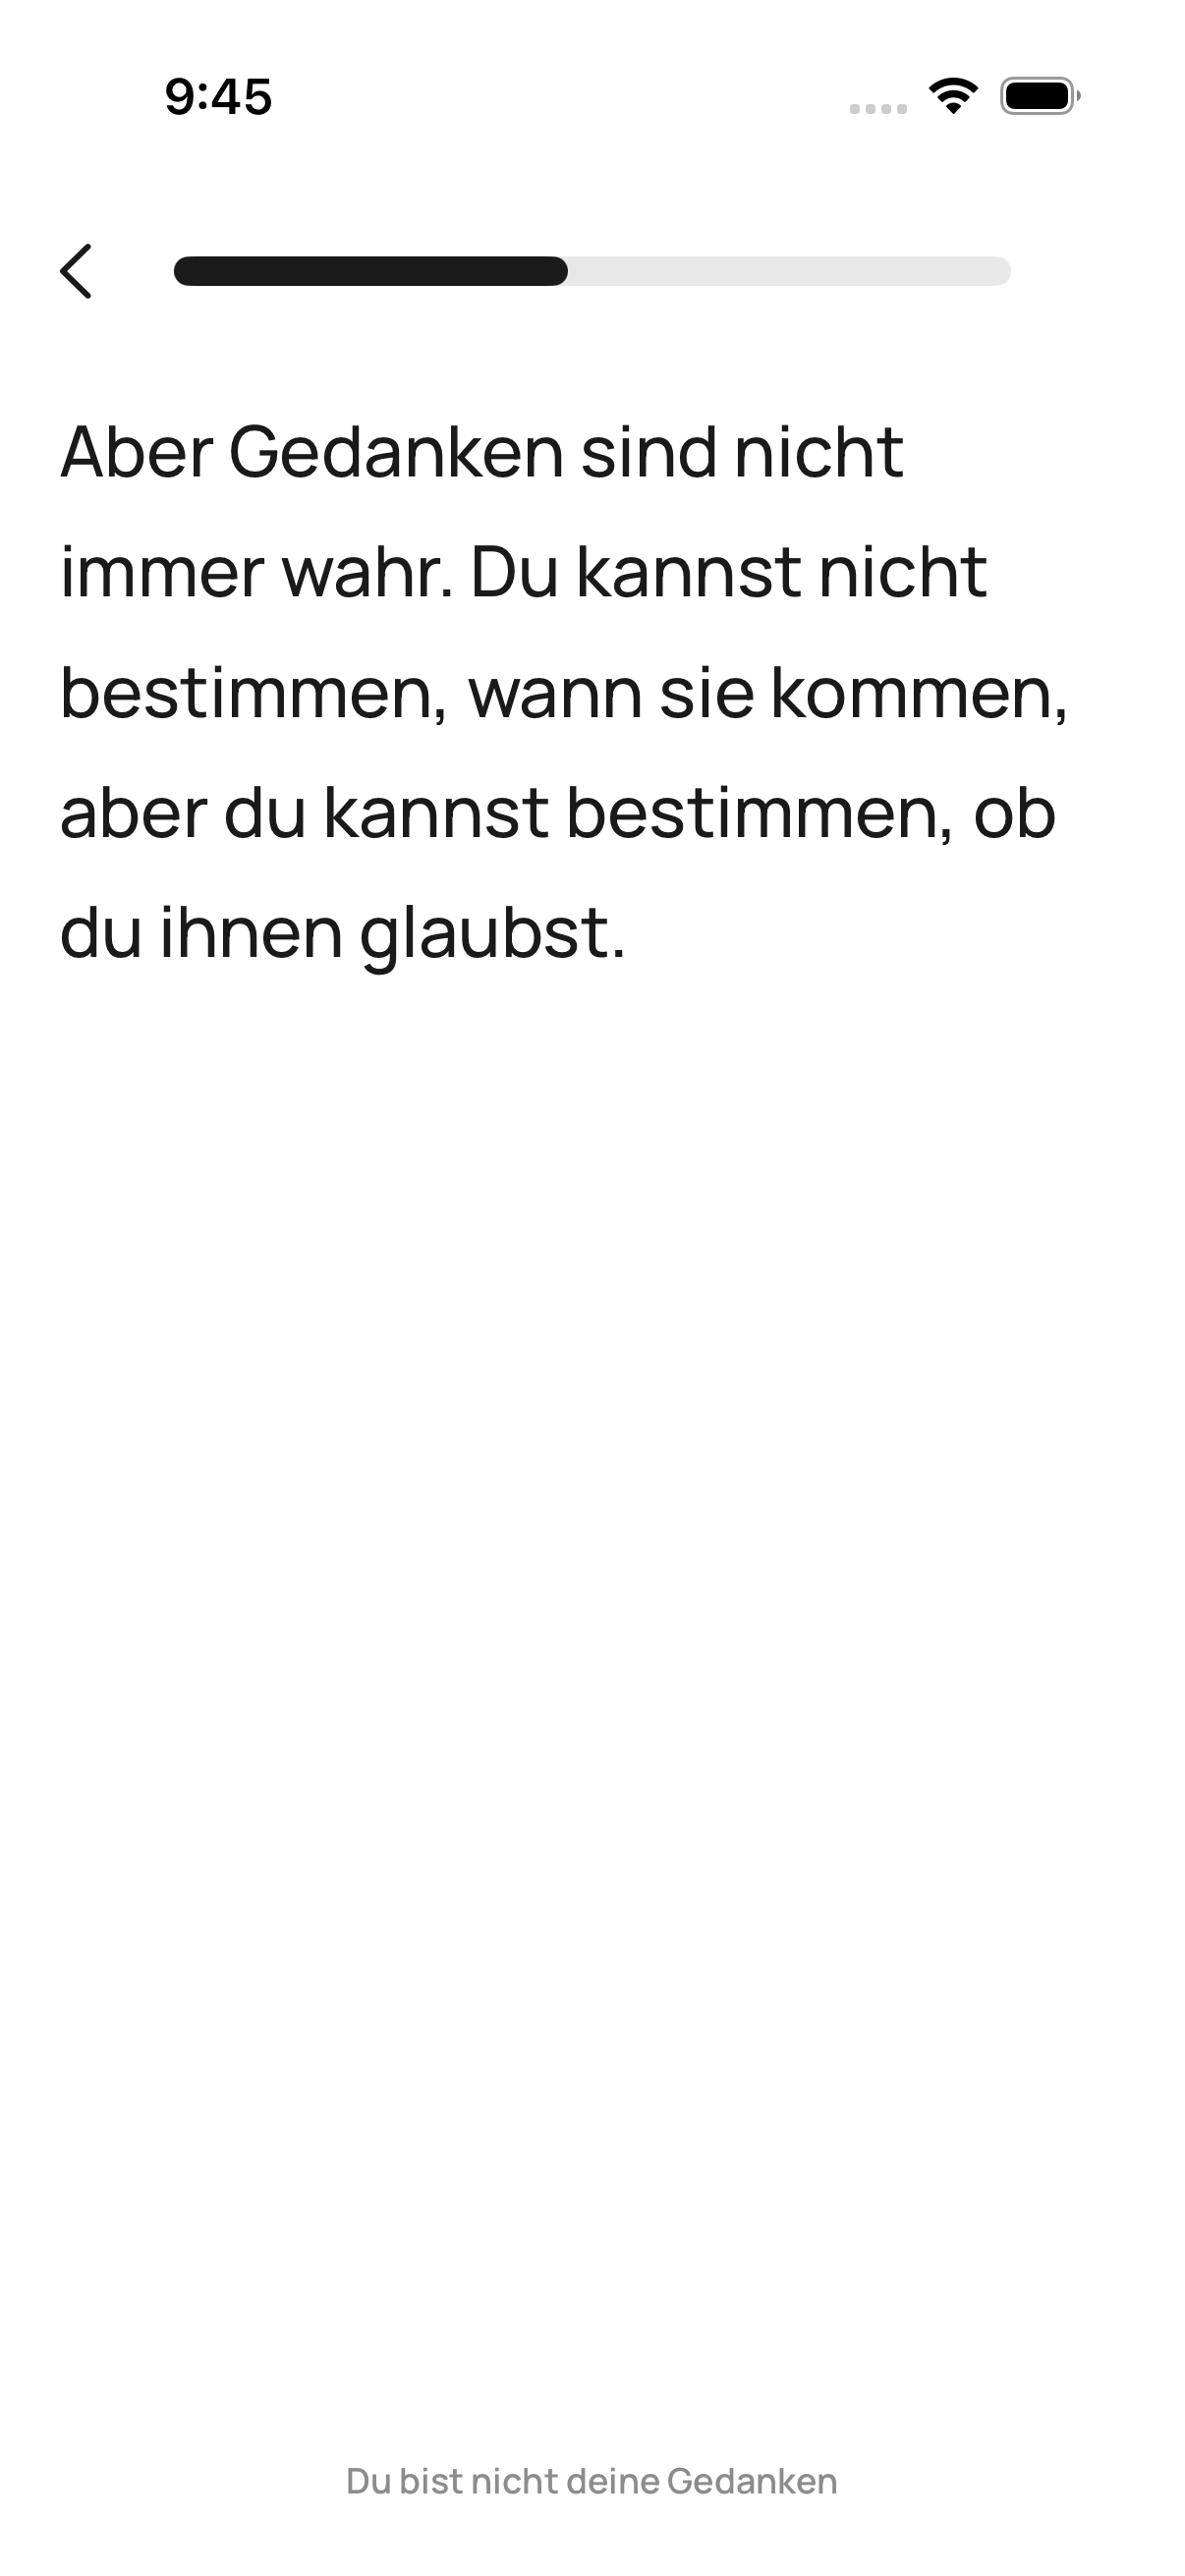 9:45
Aber Gedanken sind nicht
immer wahr. Du kannst nicht
bestimmen, wann sie kommen,
aber du kannst bestimmen, ob
du ihnen glaubst.
Du bist nicht deine Gedanken